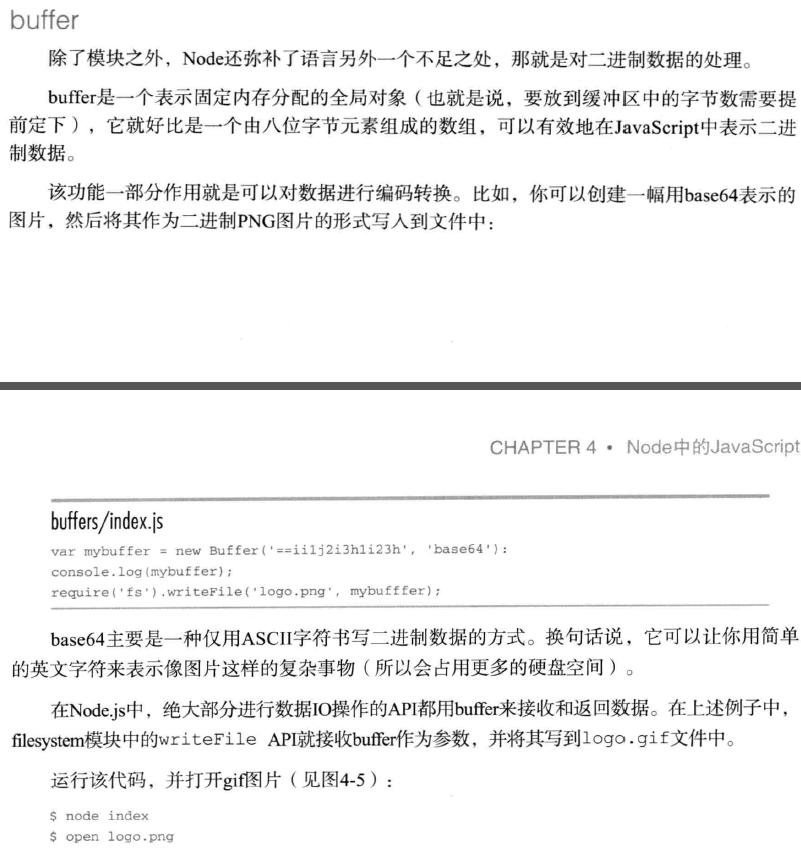 buffer
除了模块之外，Node还弥补了语言另外一个不足之处，那就是对二进制数据的处理。
buffer是一个表示固定内存分配的全局对象（也就是说，要放到缓冲区中的字节数需要提
前定下），它就好比是一个由八位字节元素组成的数组，可以有效地在JavaScript中表示二进
制数据。
该功能一部分作用就是可以对数据进行编码转换。比如，你可以创建一幅用base64表示的
图片，然后将其作为二进制PNG图片的形式写入到文件中：
CHAPTER 4 • Node中的JavaScript
buffers/index.js
var mybuffer = new Buffer('==ii1j2i3h1i23h', 'base64');
console.log(mybuffer);
require('fs').writeFile('logo.png', mybufffer);
base64主要是一种仅用ASCII字符书写二进制数据的方式。换句话说，它可以让你用简单
的英文字符来表示像图片这样的复杂事物（所以会占用更多的硬盘空间）。
在Node.js中，绝大部分进行数据IO操作的API都用buffer来接收和返回数据。在上述例子中，
filesystem模块中的writeFile API就接收buffer作为参数，并将其写到logo.gif文件中。
运行该代码，并打开gif图片（见图4-5）：
$ node index
$ open logo.png